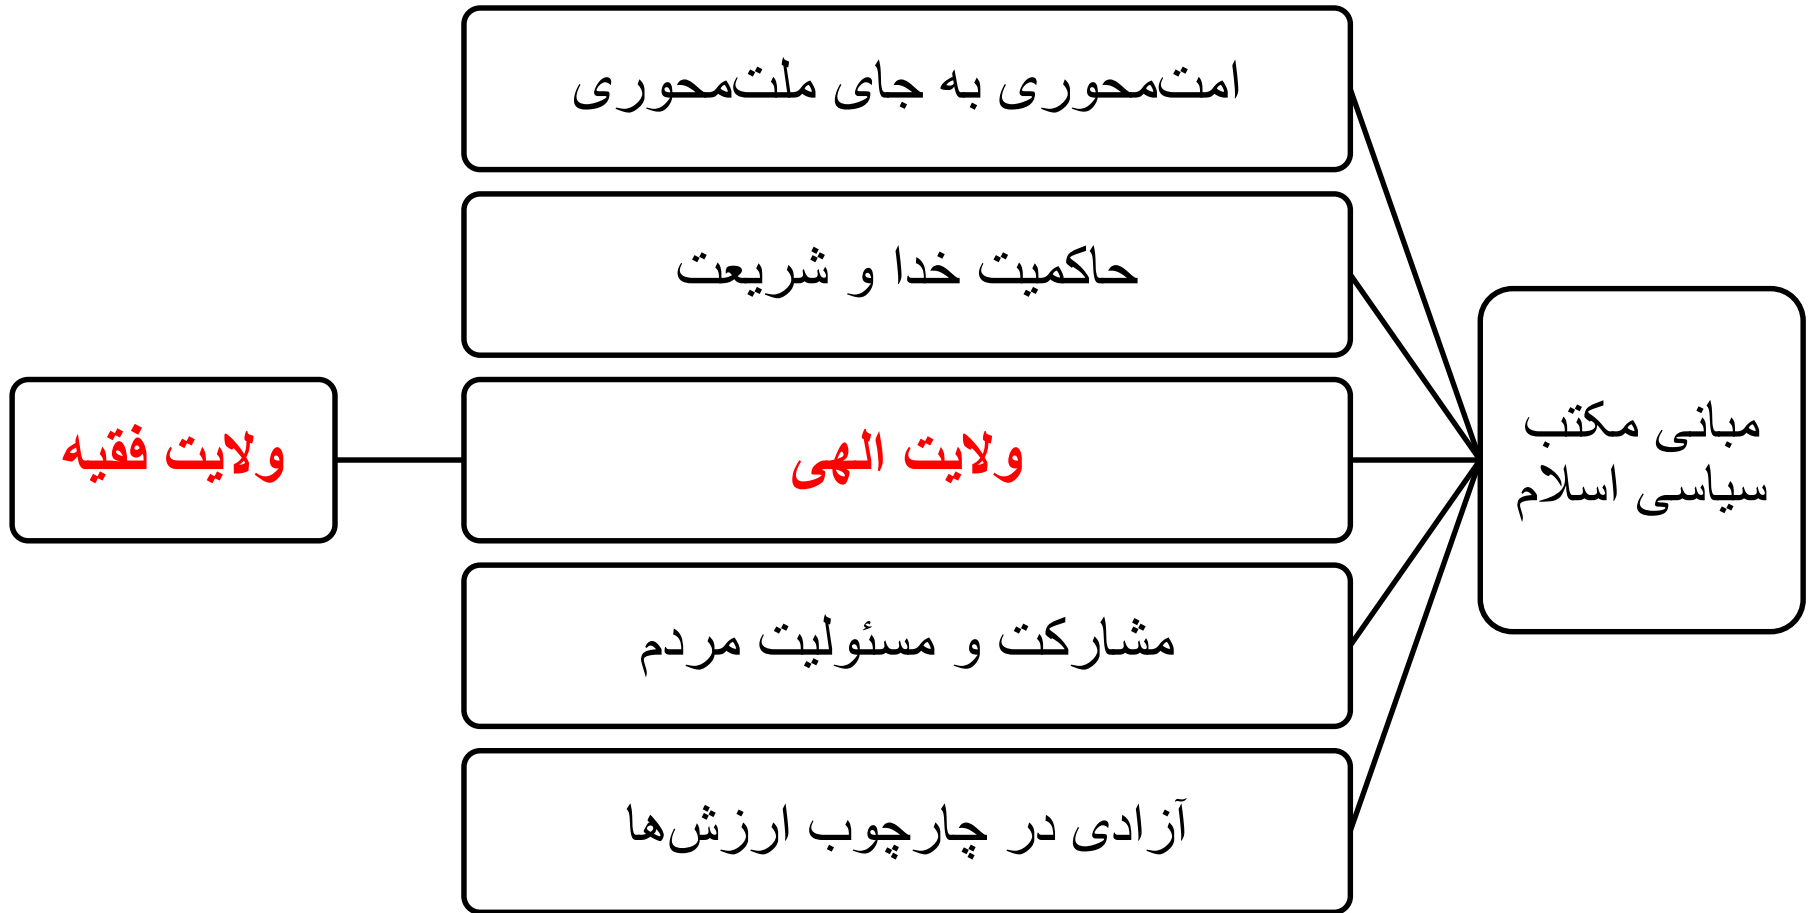 مبانی مکتب
سیاسی اسلام
امت‌محوری به جای ملت‌محوری
حاکمیت خدا و شریعت
ولایت الهی
ولایت فقیه
مشارکت و مسئولیت مردم
آزادی در چارچوب ارزش‌ها